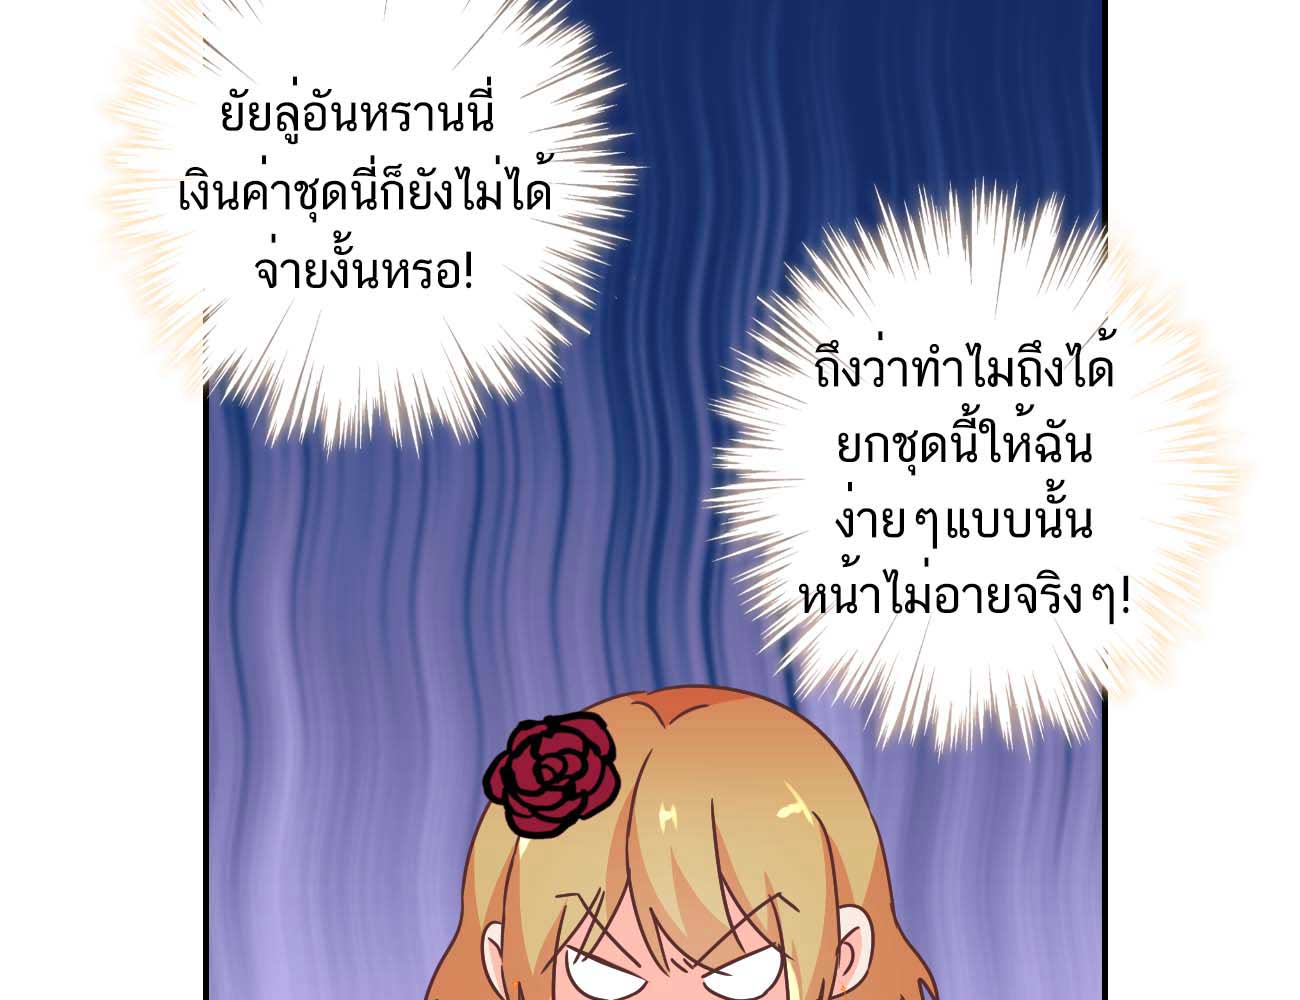 ยัยลู่อันหรานนี่
เงินค่าชุดนี่ก็ยังไม่ได้
จ่ายงั้นหรอ!
ถึงว่าทำไมถึงได้
ยกชุดนี้ให้ฉัน
ง่ายๆแบบนั้น
หน้าไม่อายจริงๆ!